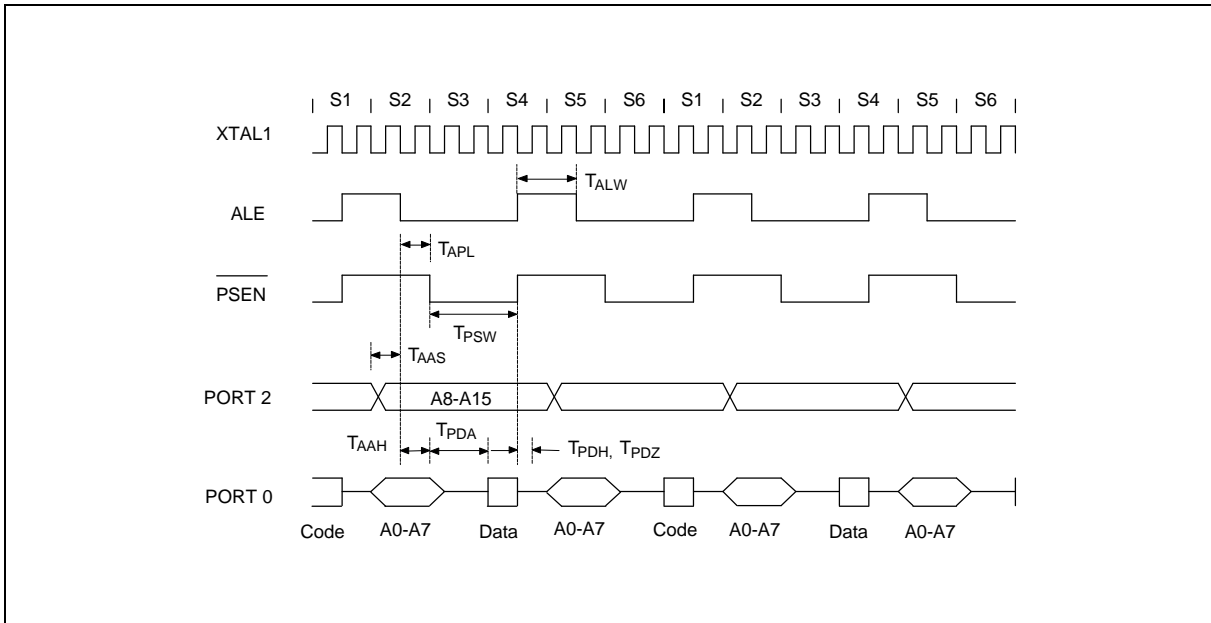 S1 S2 S3 S4 S5 S6 S1 S2 S3 S4 S5 S6
XTAL1
TALW
ALE
TAPL
PSEN
TPSW
TAAS
PORT 2
A8-A15
TAAH
TPDA
TPDH, TPDZ
PORT 0
Code A0-A7 Data A0-A7 Code A0-A7 Data A0-A7